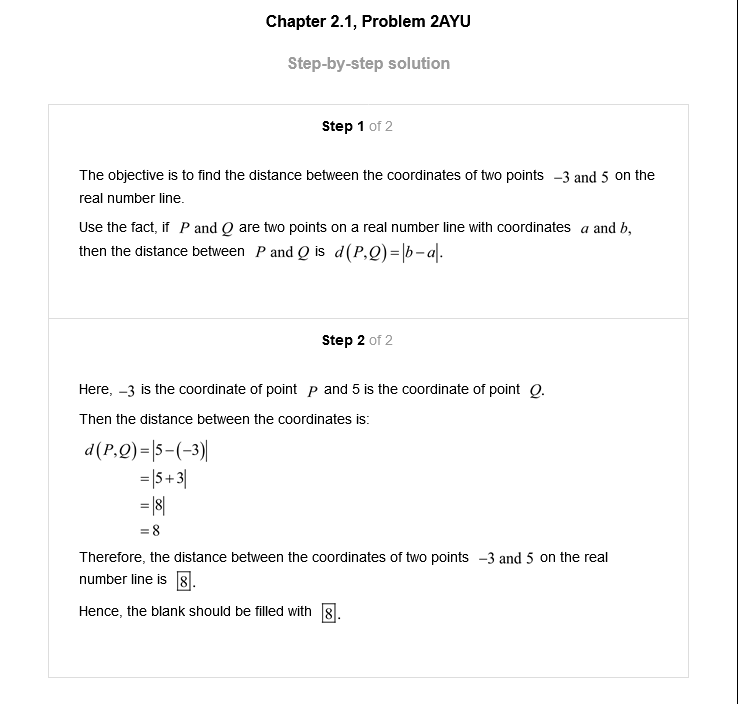 Chapter 2.1, Problem 2AYU
Step-by-step solution
Step 1 of 2
The objective is to find the distance between the coordinates of two points −3 and 5 on the
real number line.
Use the fact, if P and Q are two points on a real number line with coordinates a and b,
then the distance between P and Q is d(P,Q)=|b−a|.
Step 2 of 2
Here, −3 is the coordinate of point P and 5 is the coordinate of point Q.
Then the distance between the coordinates is:
d(P,Q)=|5−(−3)|
=|5+3|
=|8|
=8
Therefore, the distance between the coordinates of two points −3 and 5 on the real
number line is 8.
Hence, the blank should be filled with 8.